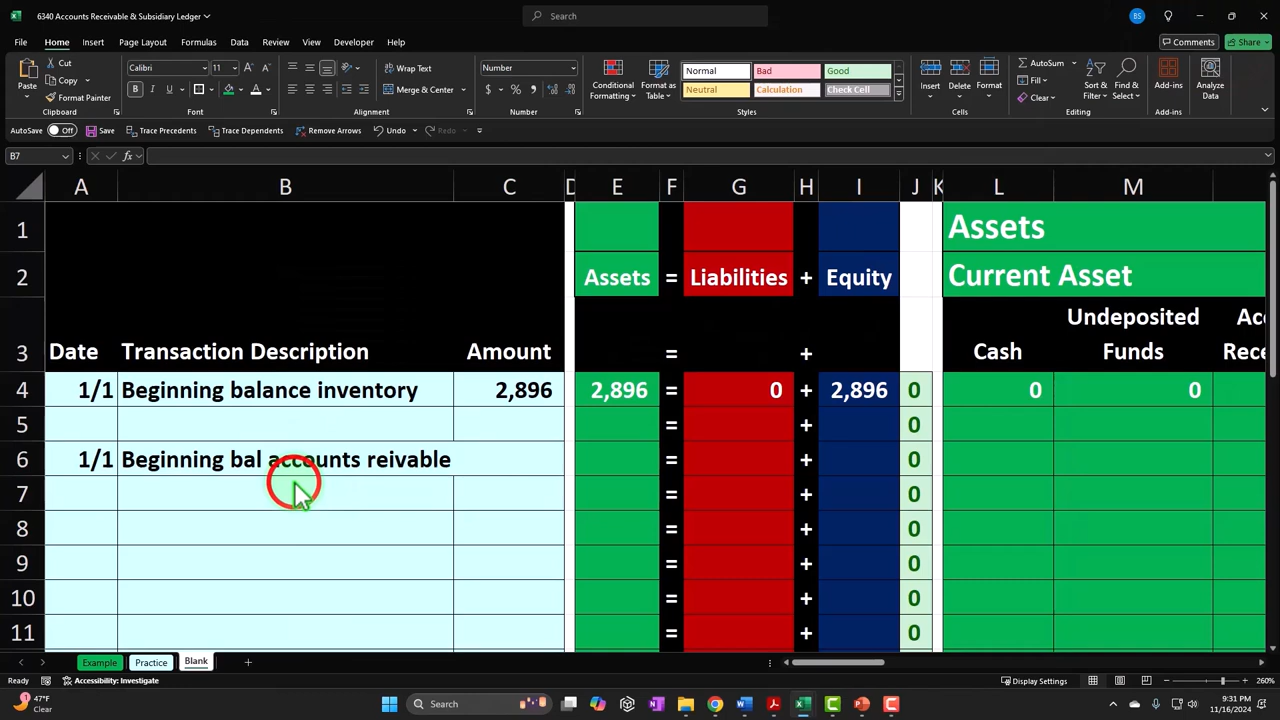 6340 Accounts Receivable & Subsidiary Ledger
Search
BS
File Home Insert Page Layout Formulas Data Review View Developer Help
Comments Share
Paste
Cut
Copy
Format Painter
Clipboard
Calibri 11
B I U
Font
Wrap Text
Merge & Center
Alignment
Number
$ % ,
Number
Conditional Formatting
Format as Table
Normal Bad Good
Neutral Calculation Check Cell
Styles
Insert Delete Format
Cells
AutoSum
Fill
Clear
Sort & Filter
Find & Select
Editing
Add-ins
Add-ins
Analyze Data
AutoSave Off Save Trace Precedents Trace Dependents Remove Arrows Undo Redo
B7 fx
A B C D E F G H I J K L M
1 Assets
2 Assets = Liabilities + Equity Current Asset
Undeposited Acc
3 Date Transaction Description Amount = + Cash Funds Rece
4 1/1 Beginning balance inventory 2,896 2,896 = 0 + 2,896 0 0 0
5 = + 0
6 1/1 Beginning bal accounts reivable = + 0
7 = + 0
8 = + 0
9 = + 0
10 = + 0
11 = + 0
Example Practice Blank
Ready Accessibility: Investigate Display Settings 260%
47°F
Clear
Search
9:31 PM
11/16/2024